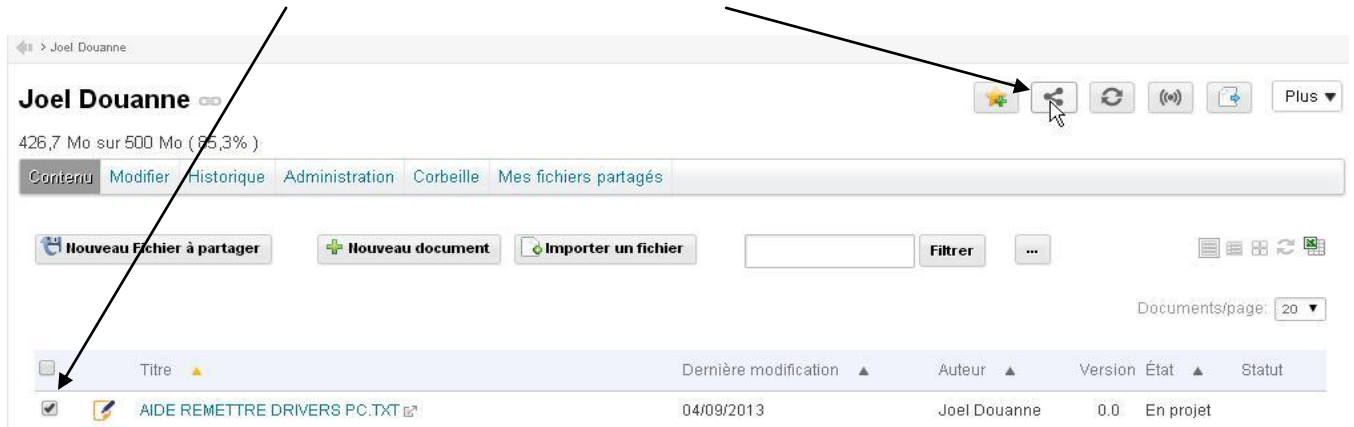 > Joel Douanne
Joel Douanne
Plus ▼
426,7 Mo sur 500 Mo ( 85,3% )
Contenu Modifier Historique Administration Corbeille Mes fichiers partagés
Nouveau Fichier à partager Nouveau document Importer un fichier Filtrer ...
Documents/page: 20 ▼
Titre ▲ Dernière modification ▲ Auteur ▲ Version État ▲ Statut
AIDE REMETTRE DRIVERS PC.TXT 04/09/2013 Joel Douanne 0.0 En projet